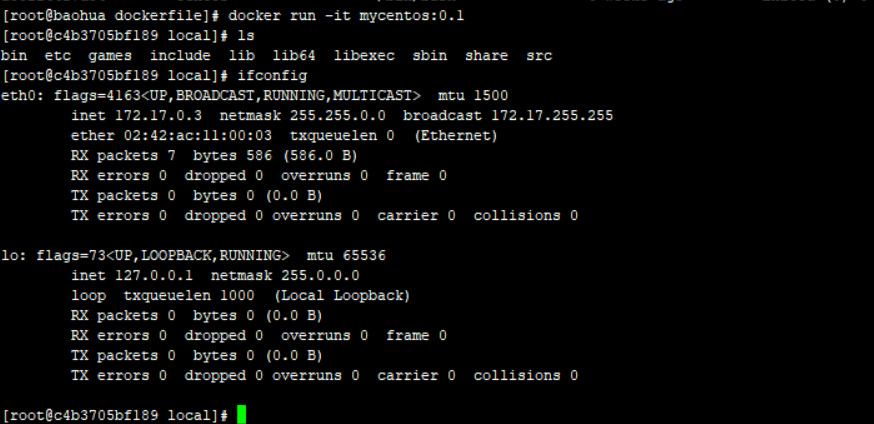 [root@baohua dockerfile]# docker run -it mycentos:0.1
[root@c4b3705bf189 local]# ls
bin  etc  games  include  lib  lib64  libexec  sbin  share  src
[root@c4b3705bf189 local]# ifconfig
eth0: flags=4163<UP,BROADCAST,RUNNING,MULTICAST>  mtu 1500
        inet 172.17.0.3  netmask 255.255.0.0  broadcast 172.17.255.255
        ether 02:42:ac:11:00:03  txqueuelen 0  (Ethernet)
        RX packets 7  bytes 586 (586.0 B)
        RX errors 0  dropped 0  overruns 0  frame 0
        TX packets 0  bytes 0 (0.0 B)
        TX errors 0  dropped 0 overruns 0  carrier 0  collisions 0
lo: flags=73<UP,LOOPBACK,RUNNING>  mtu 65536
        inet 127.0.0.1  netmask 255.0.0.0
        loop  txqueuelen 1000  (Local Loopback)
        RX packets 0  bytes 0 (0.0 B)
        RX errors 0  dropped 0  overruns 0  frame 0
        TX packets 0  bytes 0 (0.0 B)
        TX errors 0  dropped 0 overruns 0  carrier 0  collisions 0
[root@c4b3705bf189 local]#